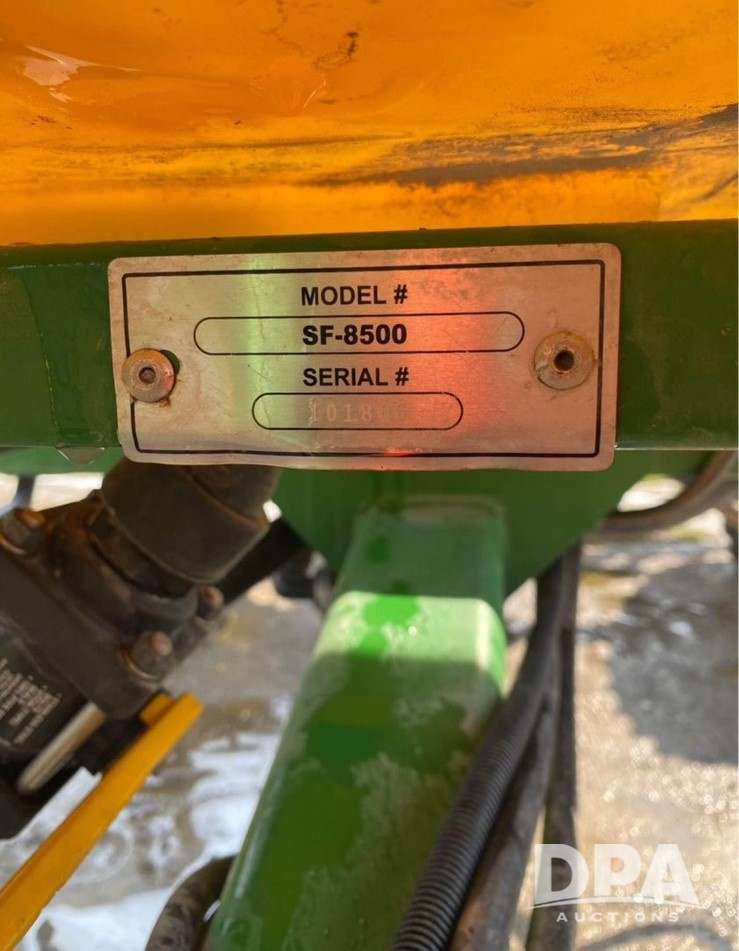 MODEL #
SF-8500
SERIAL #
DPA
AUCTIONS